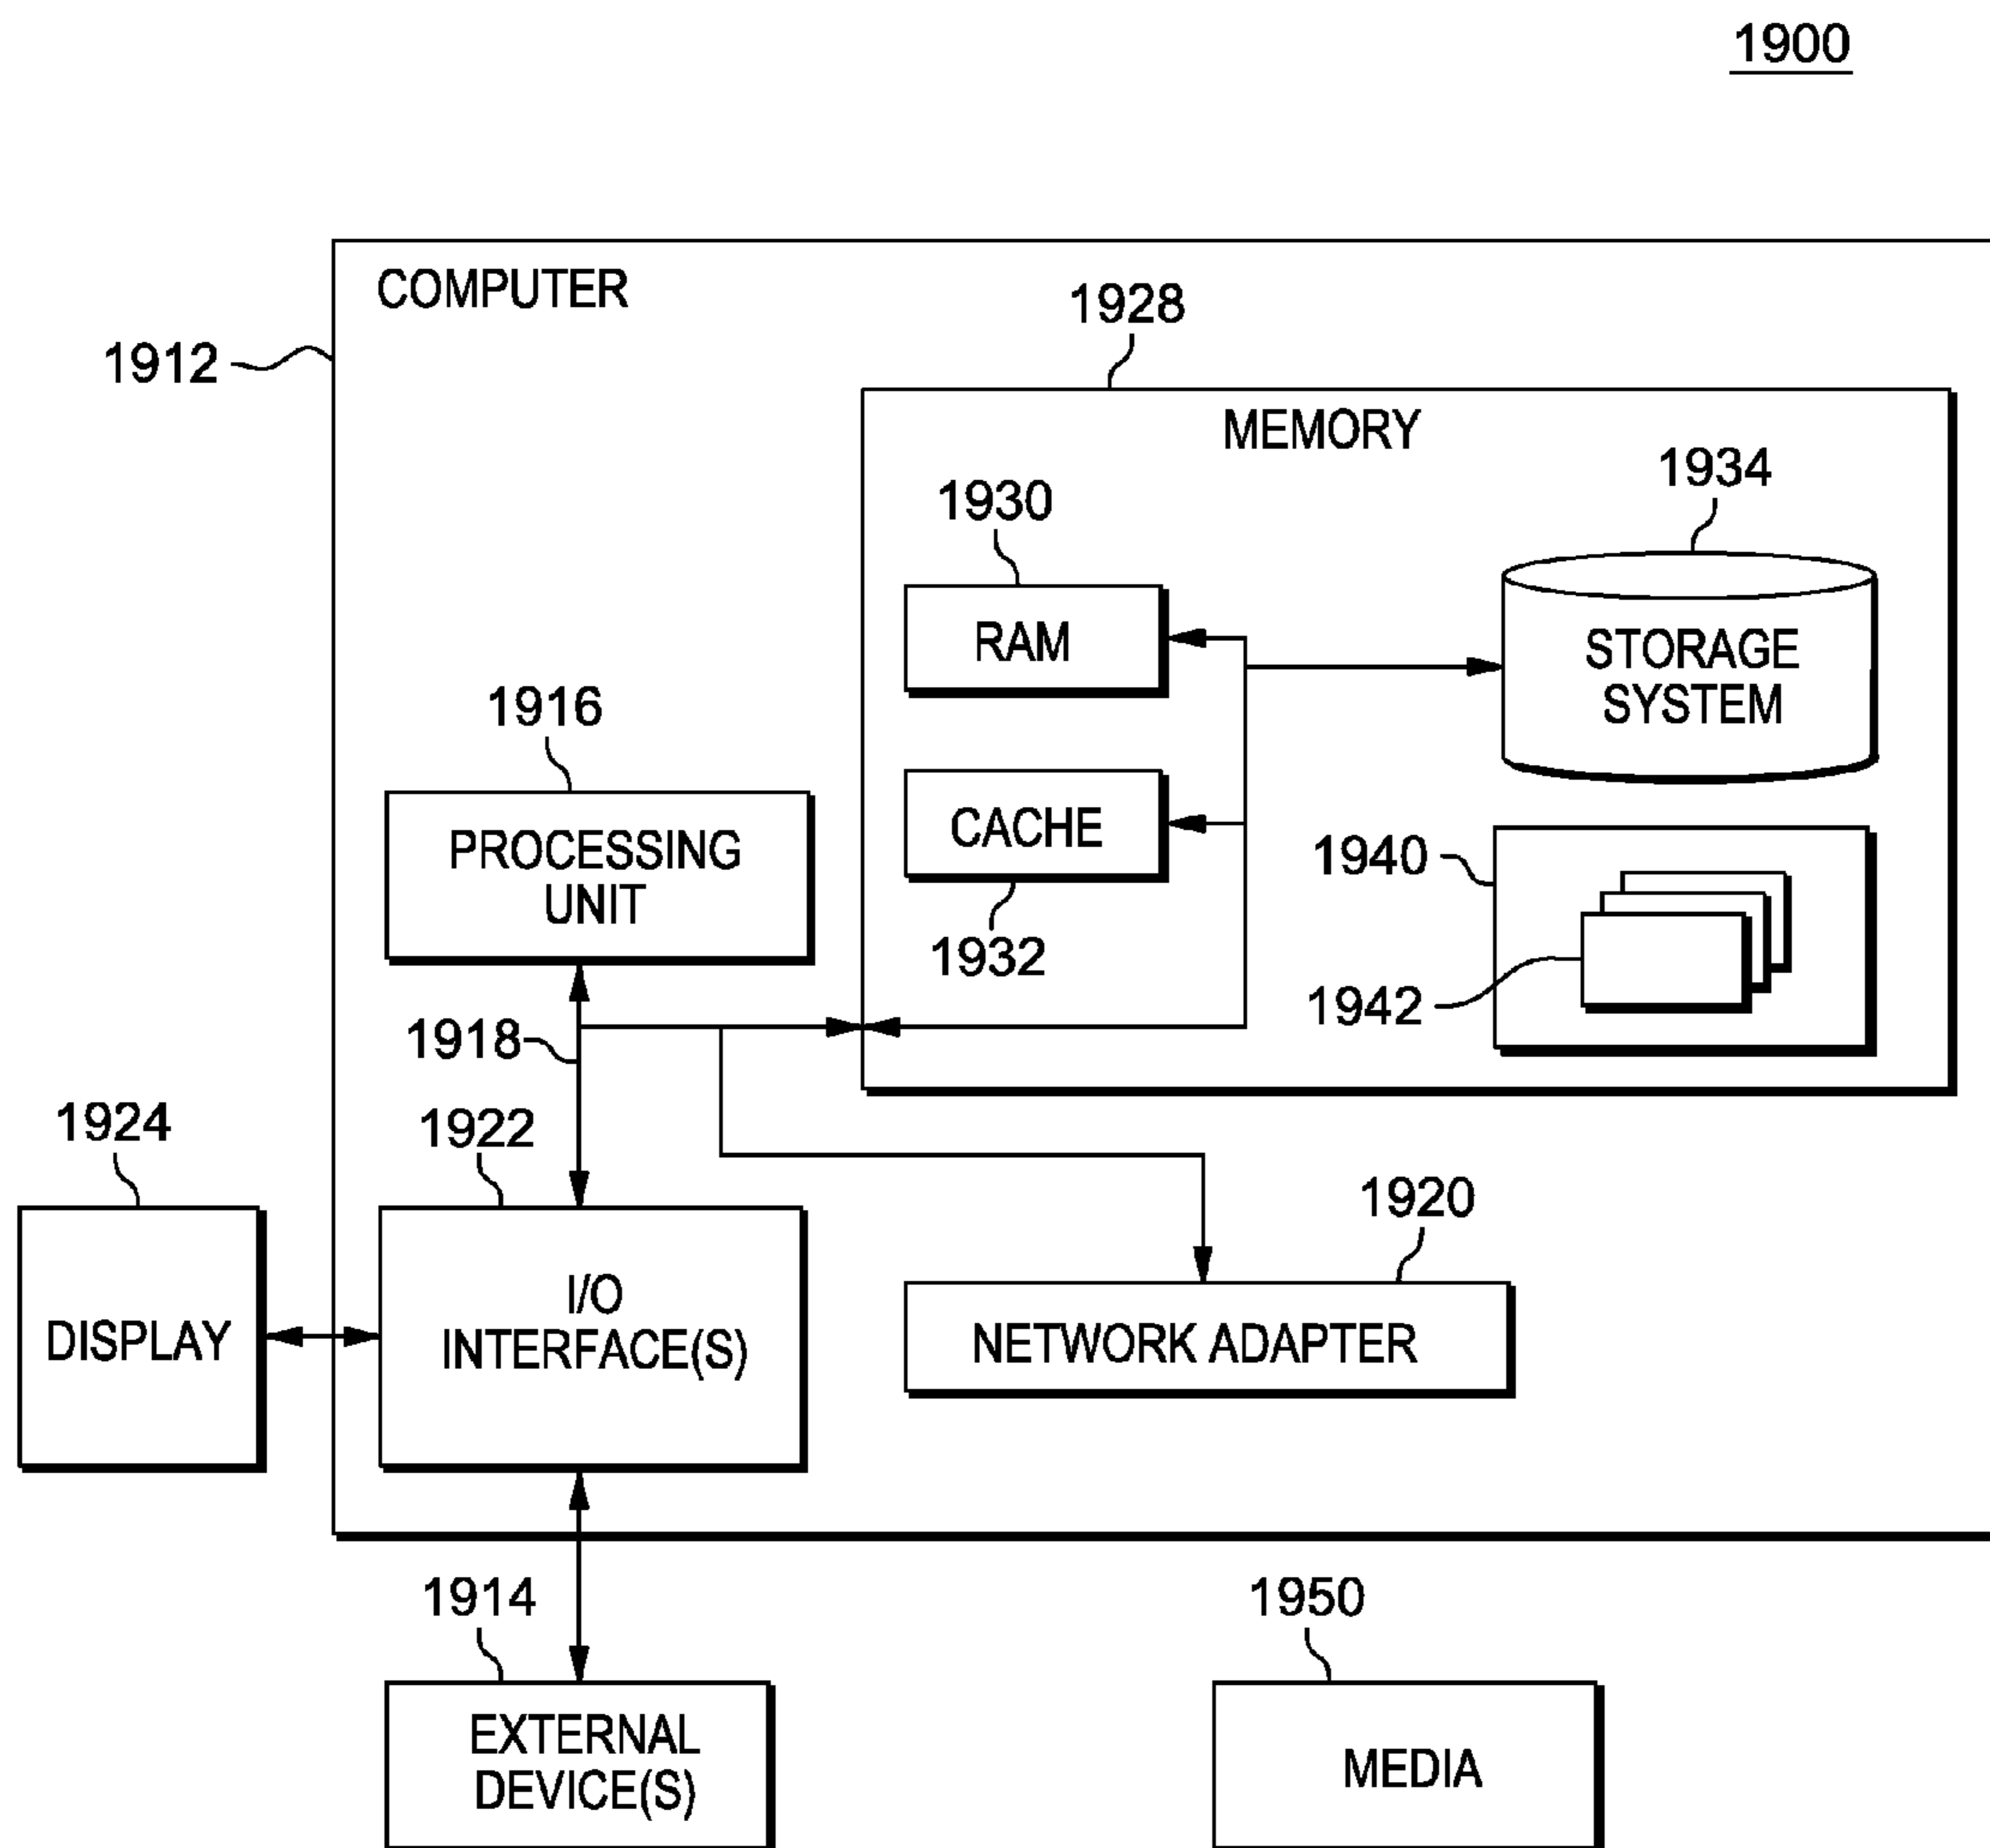 1900
COMPUTER
1928
1912
MEMORY
1934
1930
RAM
STORAGE
SYSTEM
1916
PROCESSING
UNIT
CACHE
1940
1932
1942
1918
1924
1922
1920
DISPLAY
I/O
INTERFACE(S)
NETWORK ADAPTER
1914
1950
EXTERNAL
DEVICE(S)
MEDIA